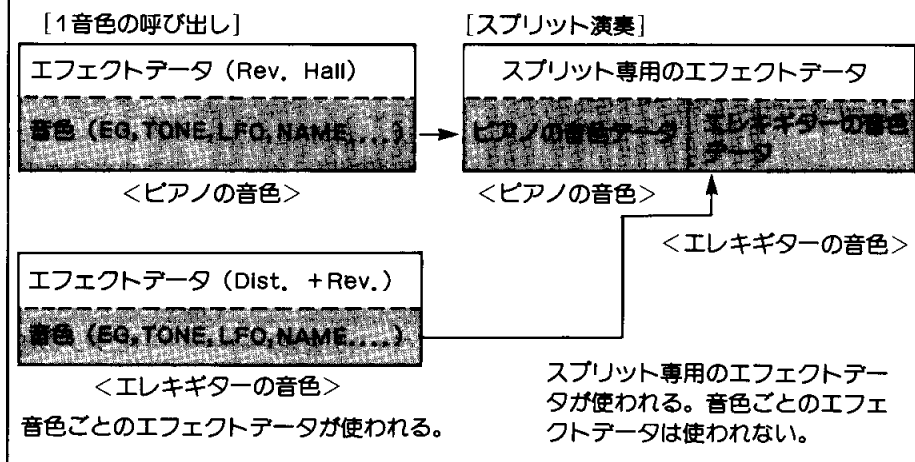 [1音色の呼び出し]
エフェクトデータ (Rev. Hall)
音色 (EG,TONE,LFO,NAME....)
<ピアノの音色>
エフェクトデータ (Dist. +Rev.)
音色 (EG,TONE,LFO,NAME....)
<エレキギターの音色>
音色ごとのエフェクトデータが使われる。
[スプリット演奏]
スプリット専用のエフェクトデータ
ピアノの音色データ
エレキギターの音色
データ
<ピアノの音色>
<エレキギターの音色>
スプリット専用のエフェクトデー
タが使われる。音色ごとのエフェ
クトデータは使われない。